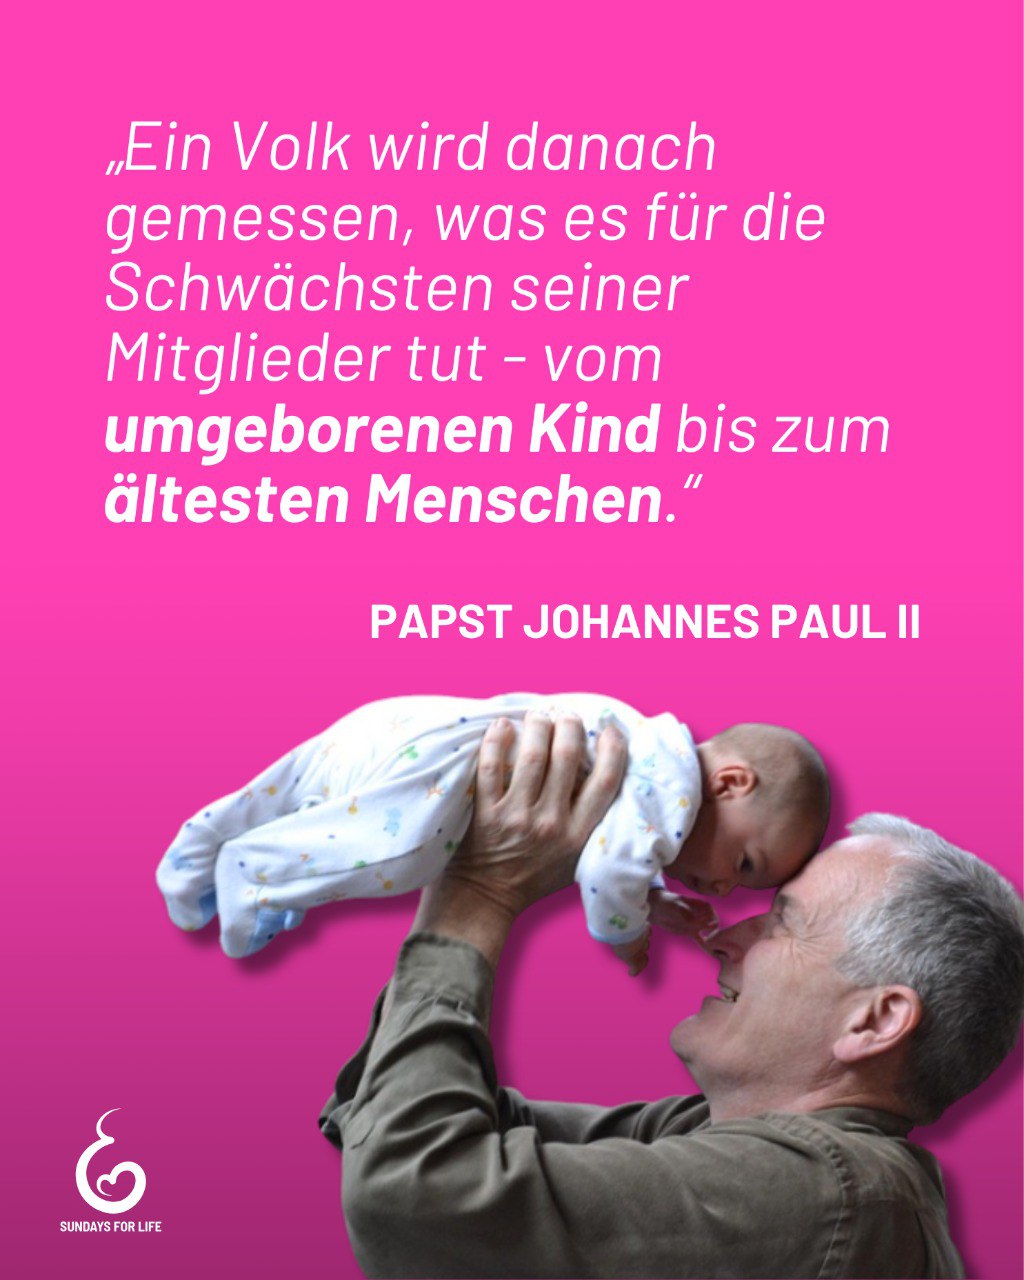 „Ein Volk wird danach
gemessen, was es für die
Schwächsten seiner
Mitglieder tut - vom
umgeborenen Kind bis zum
ältesten Menschen.“
PAPST JOHANNES PAUL II
SUNDAYS FOR LIFE